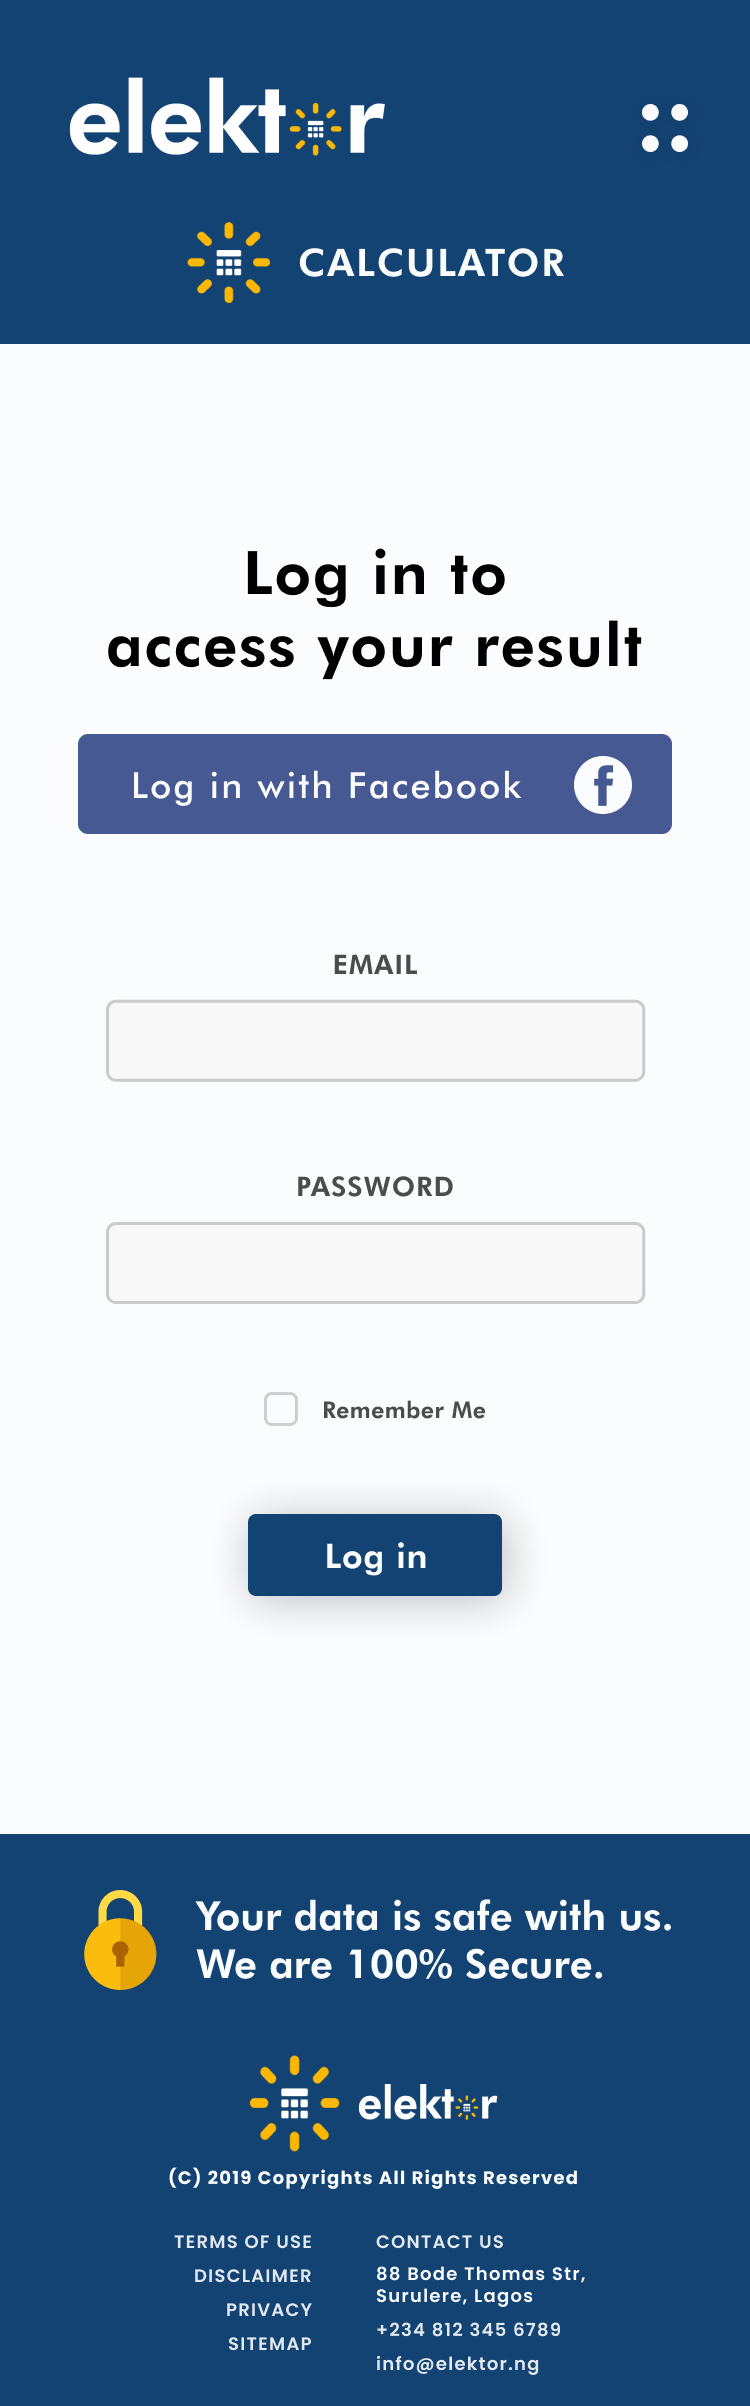 elektor
CALCULATOR
Log in to
access your result
Log in with Facebook
EMAIL
PASSWORD
Remember Me
Log in
Your data is safe with us.
We are 100% Secure.
elektor
(C) 2019 Copyrights All Rights Reserved
TERMS OF USE
DISCLAIMER
PRIVACY
SITEMAP
CONTACT US
88 Bode Thomas Str,
Surulere, Lagos
+234 812 345 6789
info@elektor.ng